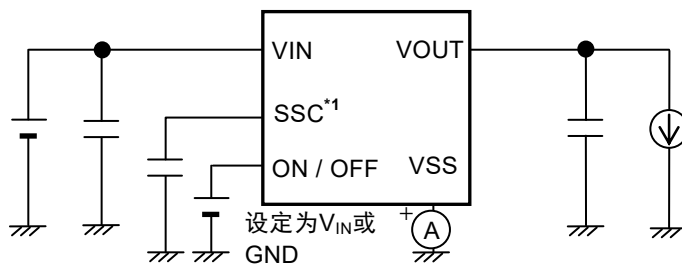 VIN
VOUT
SSC*1
ON / OFF
VSS
设定为VIN或
GND
+
A